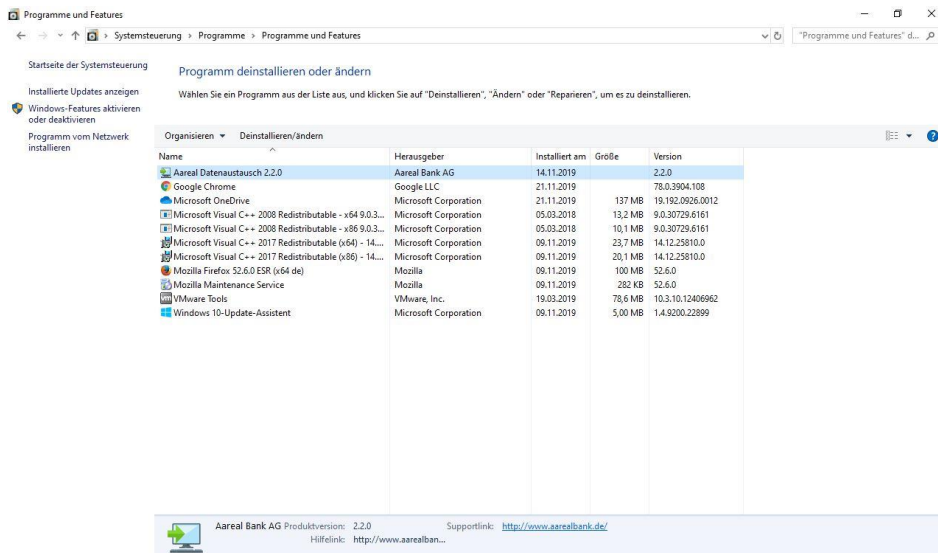 Programme und Features
Systemsteuerung > Programme > Programme und Features
"Programme und Features" d...
Startseite der Systemsteuerung
Installierte Updates anzeigen
Windows-Features aktivieren
oder deaktivieren
Programm vom Netzwerk
installieren
Programm deinstallieren oder ändern
Wählen Sie ein Programm aus der Liste aus, und klicken Sie auf "Deinstallieren", "Ändern" oder "Reparieren", um es zu deinstallieren.
Organisieren Deinstallieren/ändern
Name Herausgeber Installiert am Größe Version
Aareal Datenaustausch 2.2.0 Aareal Bank AG 14.11.2019 2.2.0
Google Chrome Google LLC 21.11.2019 78.0.3904.108
Microsoft OneDrive Microsoft Corporation 21.11.2019 137 MB 19.192.0926.0012
Microsoft Visual C++ 2008 Redistributable - x64 9.0.3... Microsoft Corporation 05.03.2018 13,2 MB 9.0.30729.6161
Microsoft Visual C++ 2008 Redistributable - x86 9.0.3... Microsoft Corporation 05.03.2018 10,1 MB 9.0.30729.6161
Microsoft Visual C++ 2017 Redistributable (x64) - 14.... Microsoft Corporation 09.11.2019 23,7 MB 14.12.25810.0
Microsoft Visual C++ 2017 Redistributable (x86) - 14.... Microsoft Corporation 09.11.2019 20,1 MB 14.12.25810.0
Mozilla Firefox 52.6.0 ESR (x64 de) Mozilla 09.11.2019 100 MB 52.6.0
Mozilla Maintenance Service Mozilla 09.11.2019 282 KB 52.6.0
VMware Tools VMware, Inc. 19.03.2019 78,6 MB 10.3.10.12406962
Windows 10-Update-Assistent Microsoft Corporation 09.11.2019 5,00 MB 1.4.9200.22899
Aareal Bank AG Produktversion: 2.2.0 Supportlink: http://www.aarealbank.de/
Hilfelink: http://www.aarealban...